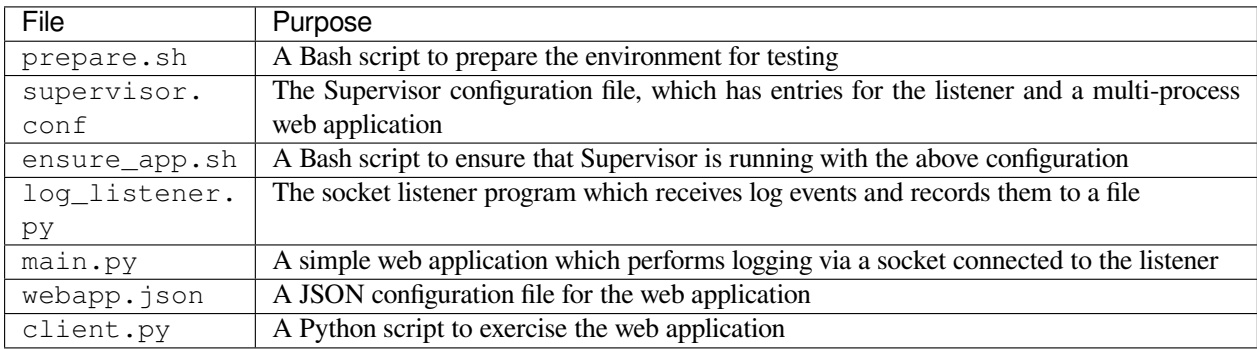 File Purpose
prepare.sh A Bash script to prepare the environment for testing
supervisor. The Supervisor configuration file, which has entries for the listener and a multi-process
conf web application
ensure_app.sh A Bash script to ensure that Supervisor is running with the above configuration
log_listener. The socket listener program which receives log events and records them to a file
py
main.py A simple web application which performs logging via a socket connected to the listener
webapp.json A JSON configuration file for the web application
client.py A Python script to exercise the web application